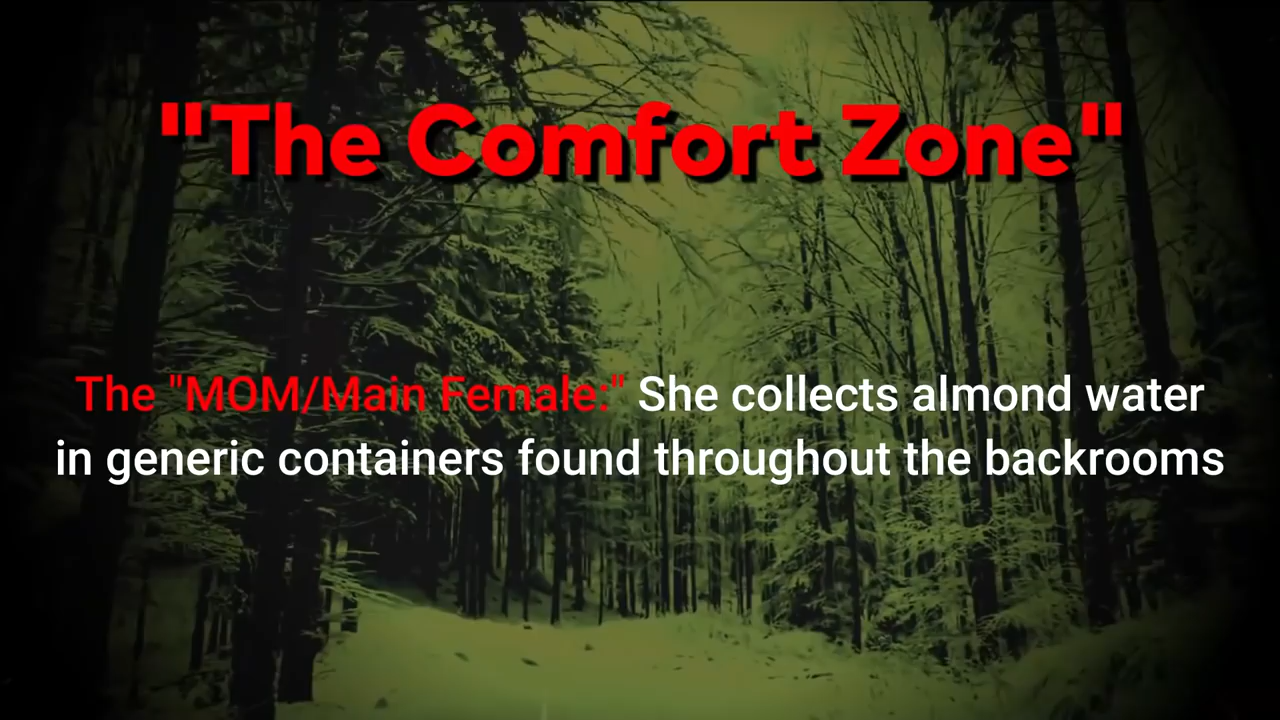 "The Comfort Zone"
The "MOM/Main Female:" She collects almond water
in generic containers found throughout the backrooms